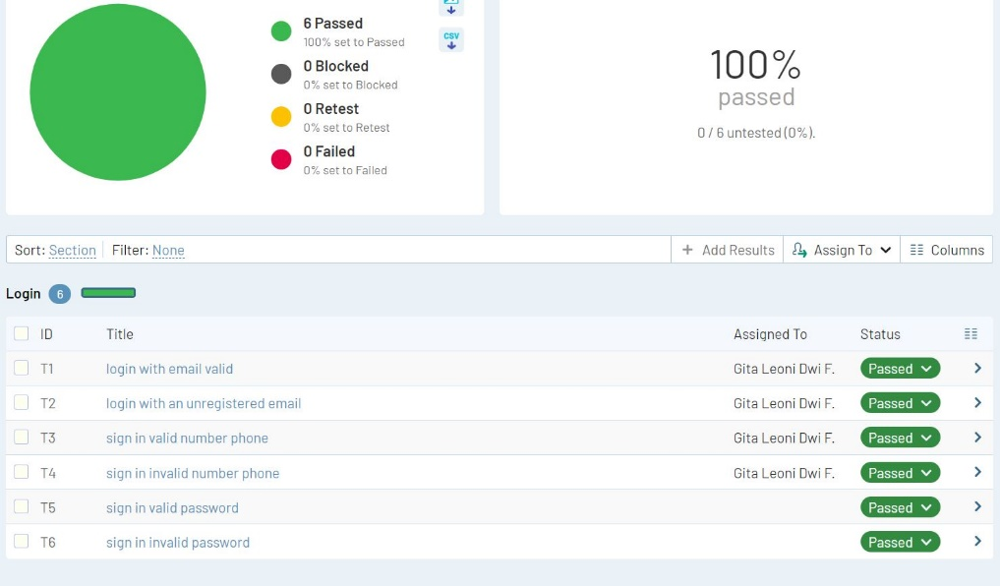 6 Passed
100% set to Passed
CSV
0 Blocked
0% set to Blocked
0 Retest
0% set to Retest
0 Failed
0% set to Failed
100%
passed
0 / 6 untested (0%).
Sort: Section Filter: None + Add Results Assign To Columns
Login 6
ID Title Assigned To Status
T1 login with email valid Gita Leoni Dwi F. Passed
T2 login with an unregistered email Gita Leoni Dwi F. Passed
T3 sign in valid number phone Gita Leoni Dwi F. Passed
T4 sign in invalid number phone Gita Leoni Dwi F. Passed
T5 sign in valid password Passed
T6 sign in invalid password Passed